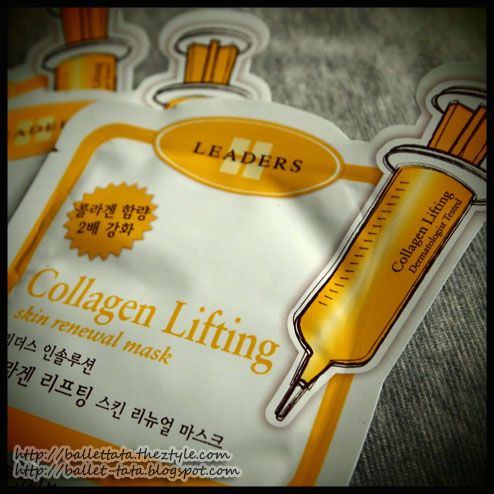 LEADERS
ADER
콜라겐 함량
2배 강화
Collagen Lifting
skin renewal mask
리더스 인솔루션
라겐 리프팅 스킨 리뉴얼 마스크
Collagen Lifting
Dermatologist Tested
http://ballettata.theztyle.com
http://ballet-tata.blogspot.com